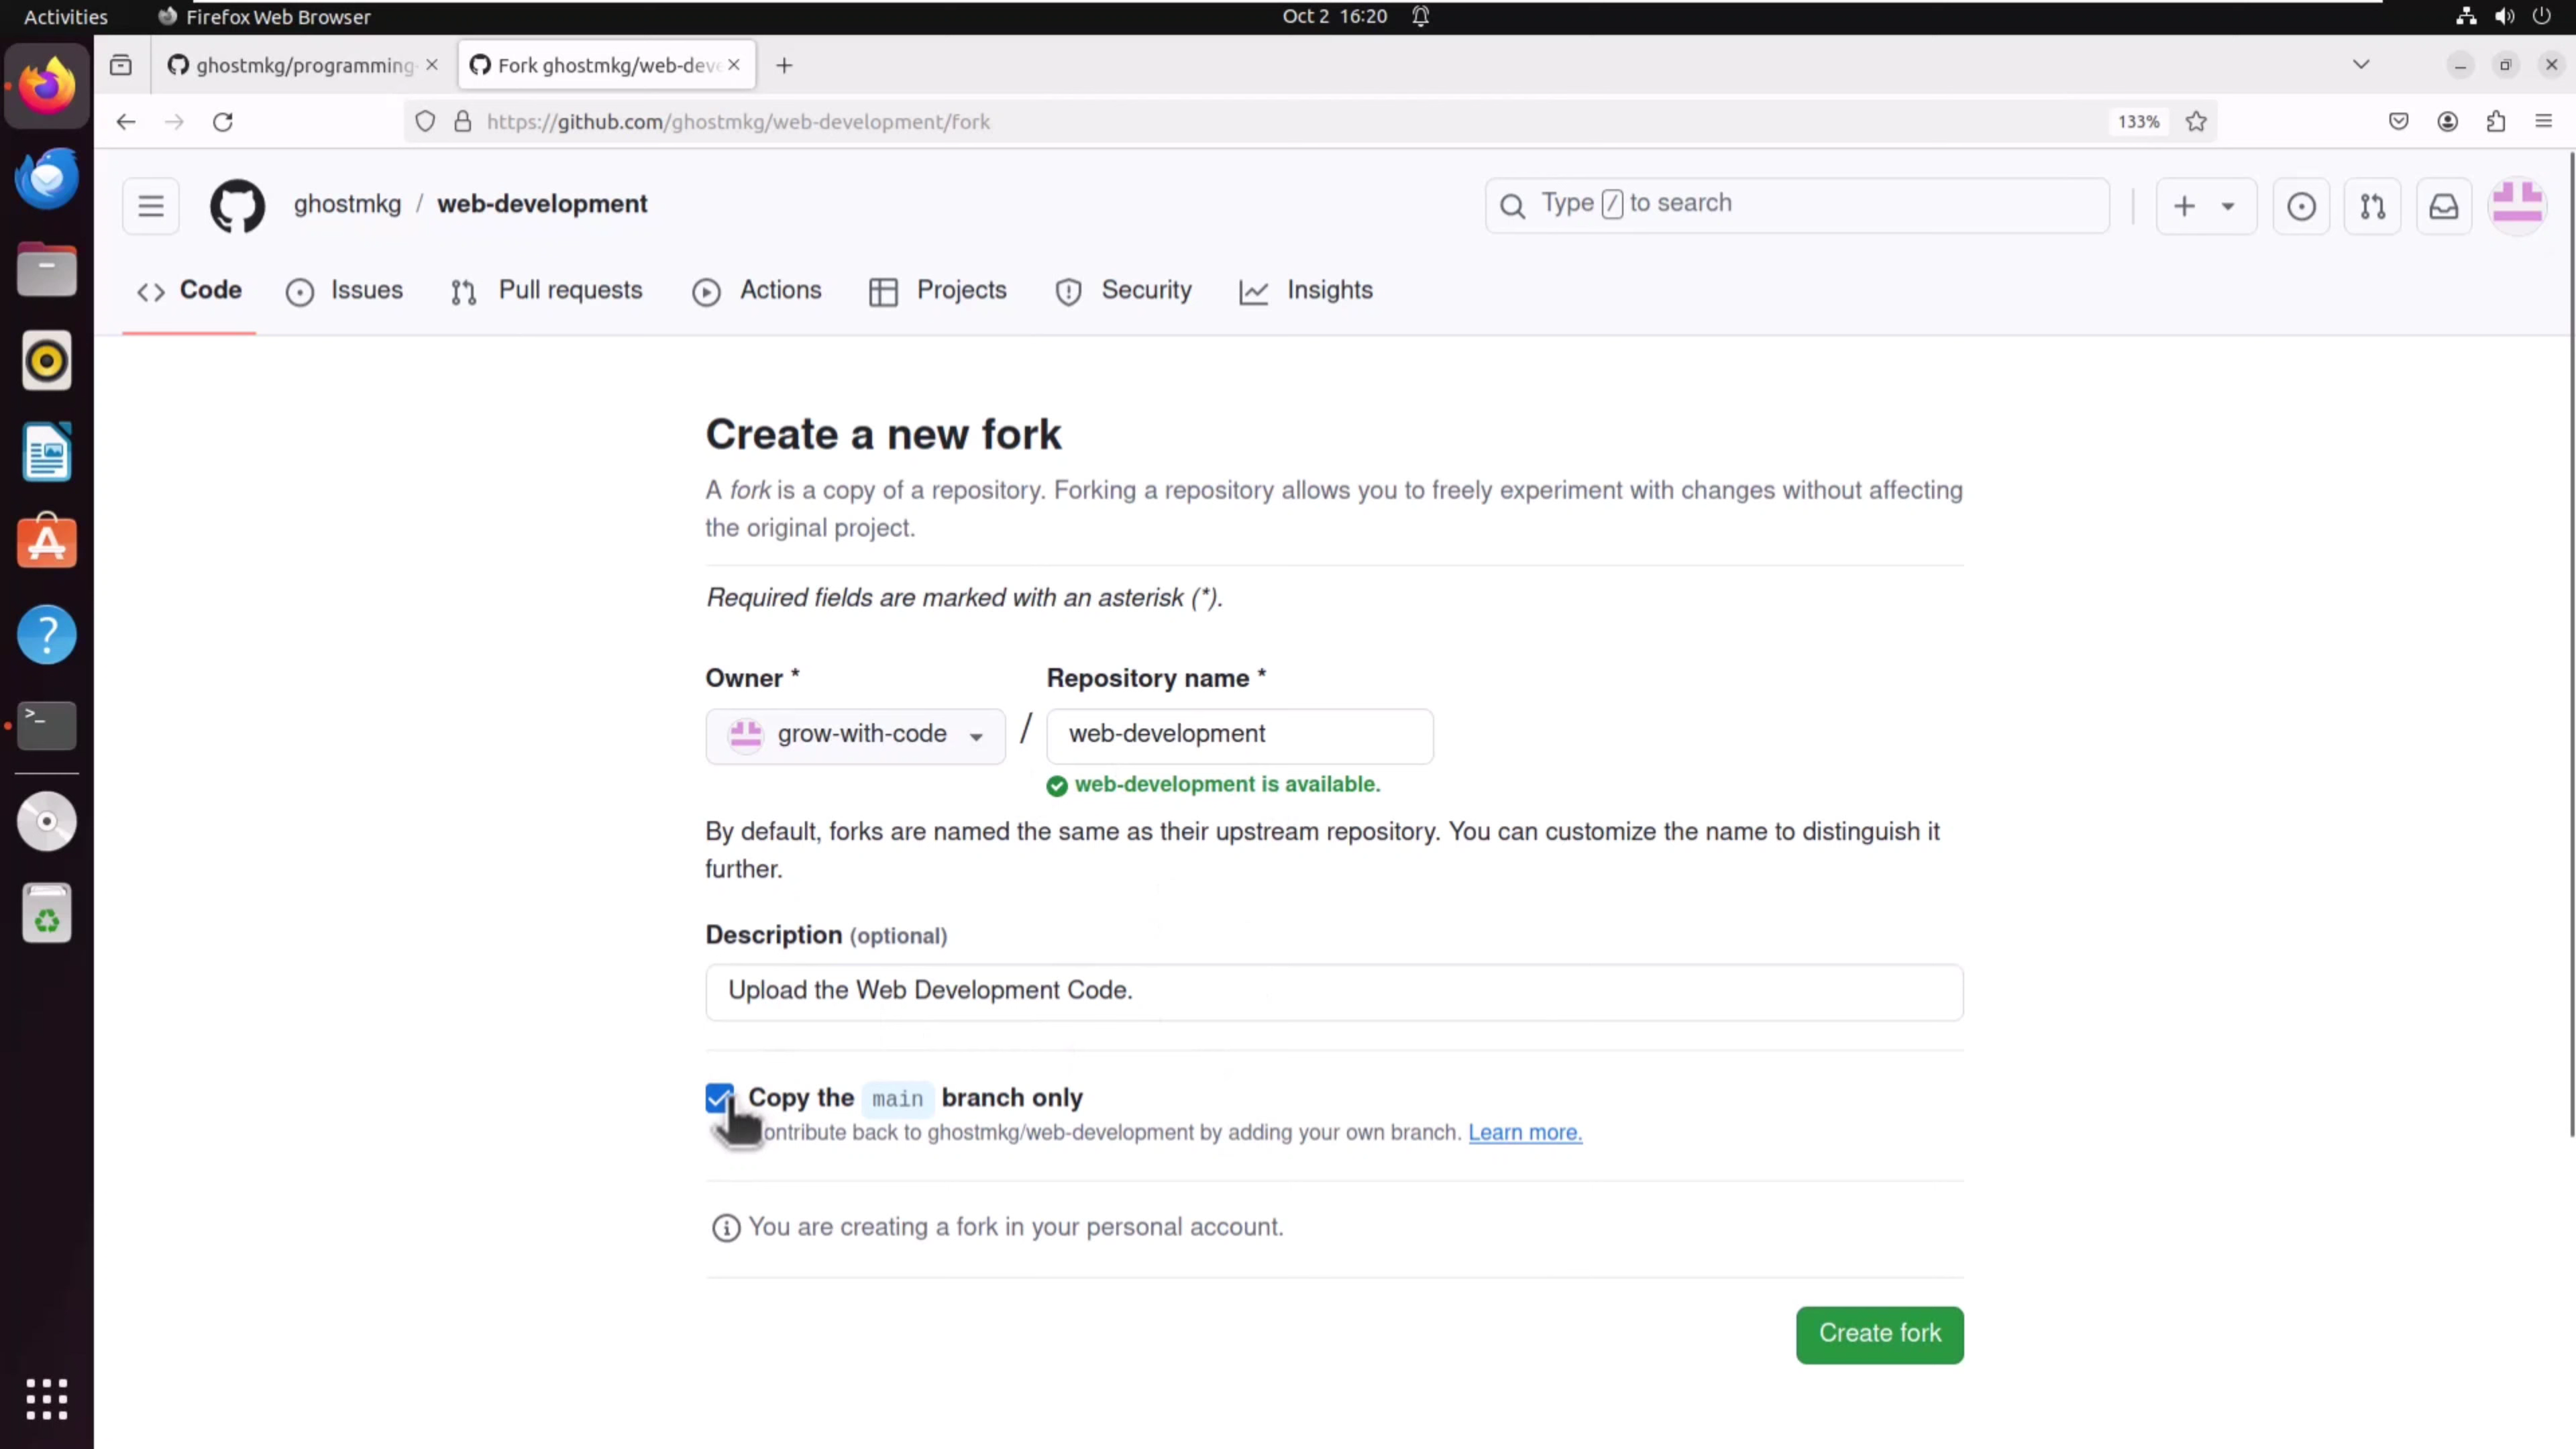 Activities
Firefox Web Browser
Oct 2 16:20
ghostmkg/programming-
Fork ghostmkg/web-deve
https://github.com/ghostmkg/web-development/fork
133%
ghostmkg / web-development
Type / to search
Code
Issues
Pull requests
Actions
Projects
Security
Insights
Create a new fork
A fork is a copy of a repository. Forking a repository allows you to freely experiment with changes without affecting
the original project.
Required fields are marked with an asterisk (*).
Owner *
Repository name *
grow-with-code
/
web-development
web-development is available.
By default, forks are named the same as their upstream repository. You can customize the name to distinguish it
further.
Description (optional)
Upload the Web Development Code.
Copy the main branch only
ontribute back to ghostmkg/web-development by adding your own branch. Learn more.
You are creating a fork in your personal account.
Create fork